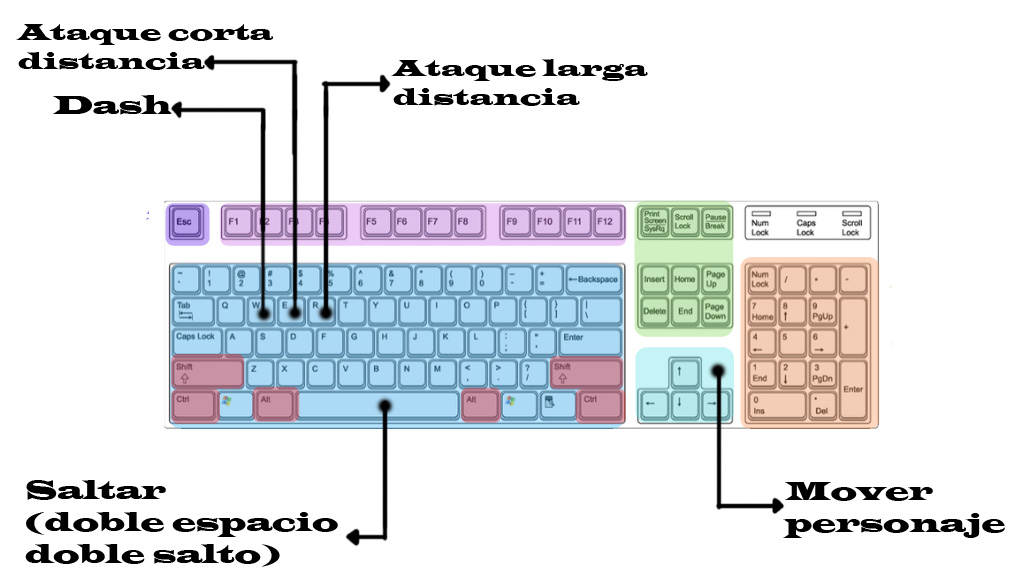 Ataque corta
distancia
Ataque larga
distancia
Dash
Esc F1 F2 F3 F5 F6 F7 F8 F9 F10 F11 F12
Print Screen SysRq Scroll Lock Pause Break
Num Lock Caps Lock Scroll Lock
~ ` ! 1 @ 2 # 3 $ 4 % 5 ^ 6 & 7 * 8 ( 9 ) 0 - + = ←Backspace
Insert Home Page Up
Num Lock / * -
Tab Q W E R T Y U I O P { [ } ] | \
Delete End Page Down
7 Home 8 ↑ 9 PgUp +
Caps Lock A S D F G H J K L : ; " ' Enter
4 ← 5 6 →
Shift ⇧ Z X C V B N M < , > . ? / Shift ⇧
↑
1 End 2 ↓ 3 PgDn Enter
Ctrl Alt Alt Ctrl
← ↓ →
0 Ins . Del
Saltar
(doble espacio
doble salto)
Mover
personaje